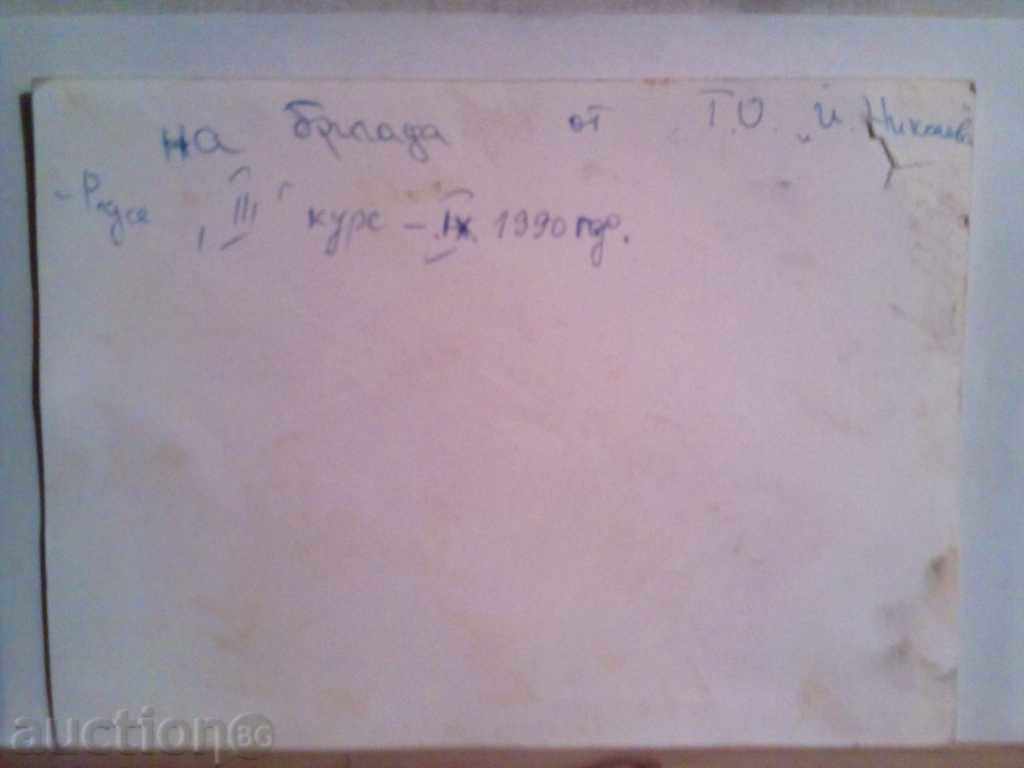 на бригада от Т.О. "Й. Николов"
- Русе, III курс - IX. 1990 год.
auction BG